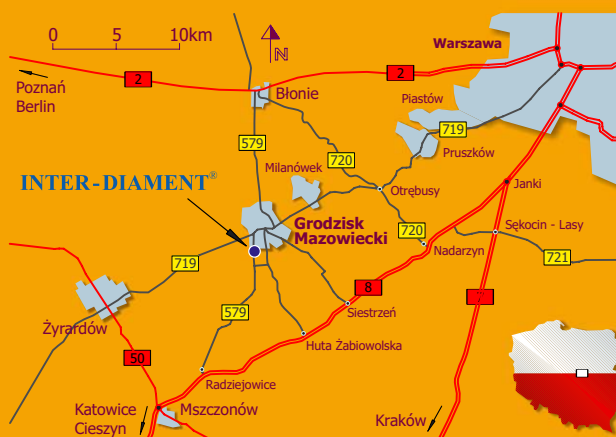 0 5 10km
N
Warszawa
2
2
Poznań
Berlin
Błonie
Piastów
719
579
720
Pruszków
Milanówek
INTER-DIAMENT®
Otrębusy
Janki
Grodzisk
Mazowiecki
720
Sękocin - Lasy
Nadarzyn
721
719
8
7
579
Siestrzeń
Żyrardów
Huta Żabiowolska
50
Radziejowice
Katowice
Cieszyn
Mszczonów
Kraków